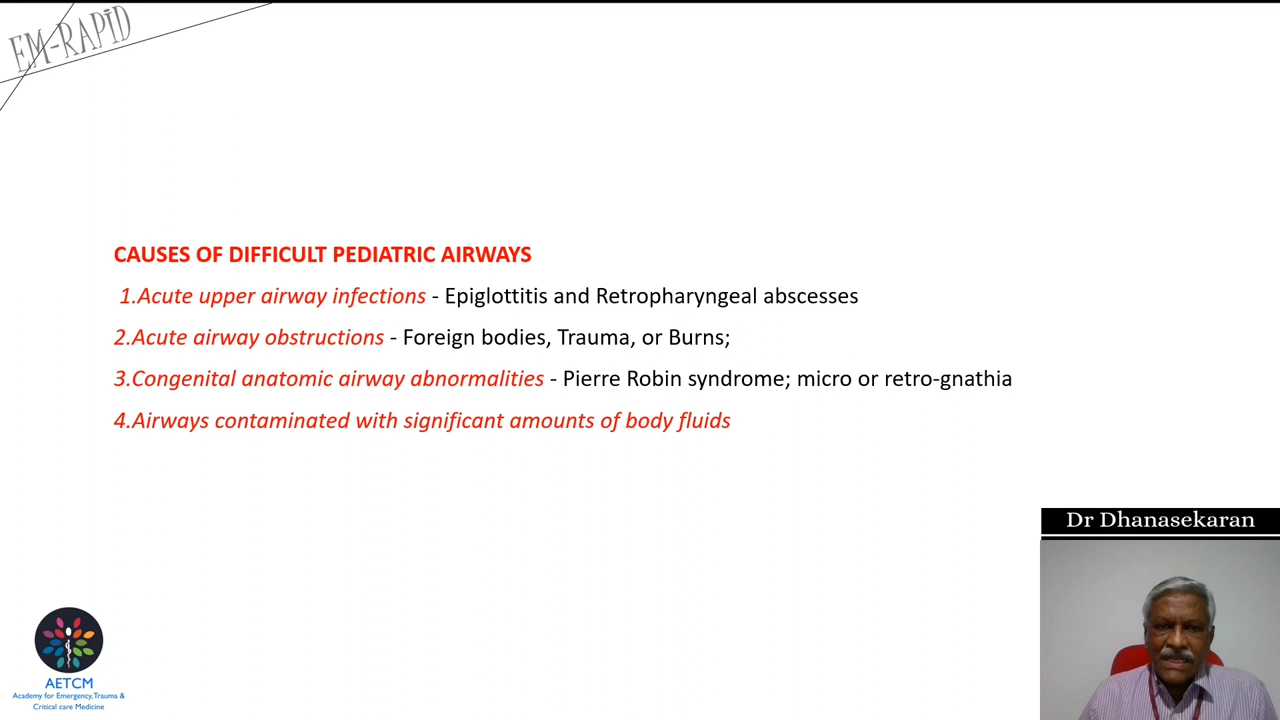 EM-RAPiD
CAUSES OF DIFFICULT PEDIATRIC AIRWAYS
1.Acute upper airway infections - Epiglottitis and Retropharyngeal abscesses
2.Acute airway obstructions - Foreign bodies, Trauma, or Burns;
3.Congenital anatomic airway abnormalities - Pierre Robin syndrome; micro or retro-gnathia
4.Airways contaminated with significant amounts of body fluids
Dr Dhanasekaran
AETCM
Academy for Emergency, Trauma &
Critical care Medicine